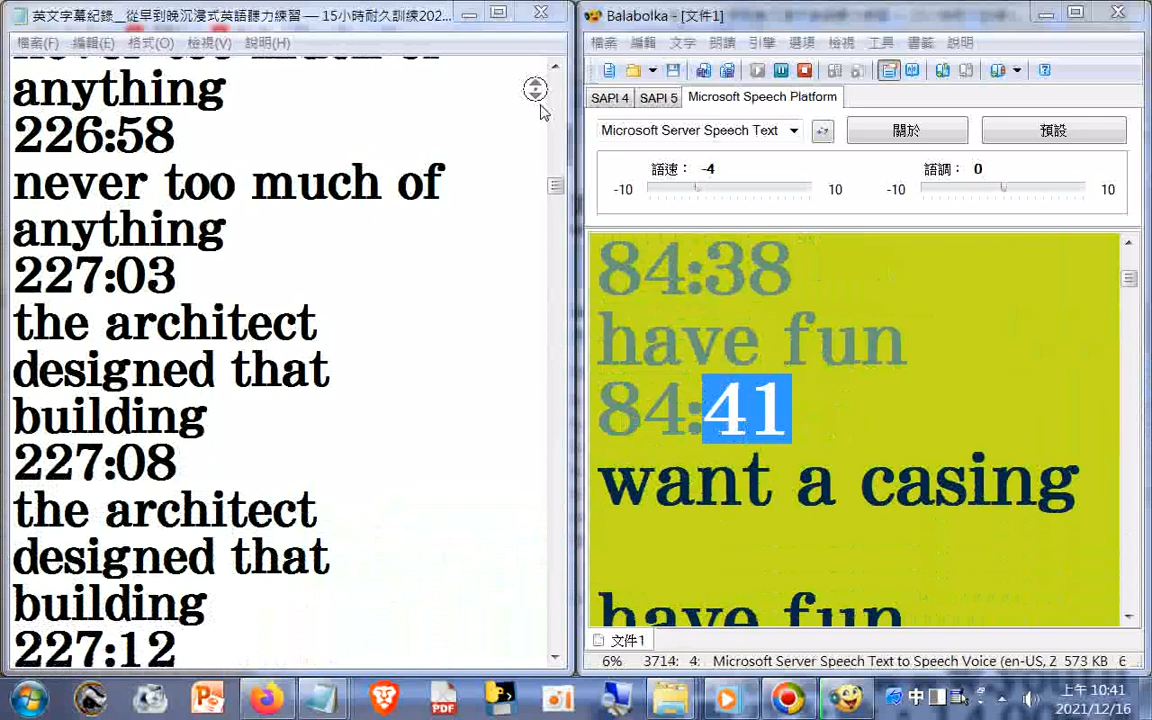 英文字幕紀錄__從早到晚沉浸式英語聽力練習 — 15小時耐久訓練202...
檔案(F) 編輯(E) 格式(O) 檢視(V) 說明(H)
never too much of
anything
226:58
never too much of
anything
227:03
the architect
designed that
building
227:08
the architect
designed that
building
227:12
Balabolka - [文件1]
檔案 編輯 文字 朗讀 引擎 選項 檢視 工具 書籤 說明
SAPI 4 SAPI 5 Microsoft Speech Platform
Microsoft Server Speech Text 關於 預設
語速： -4 語調： 0
-10 10 -10 10
84:38
have fun
84:41
want a casing
have fun
文件1
6% 3714: 4: Microsoft Server Speech Text to Speech Voice (en-US, Z 573 KB 6
中 上午 10:41
2021/12/16